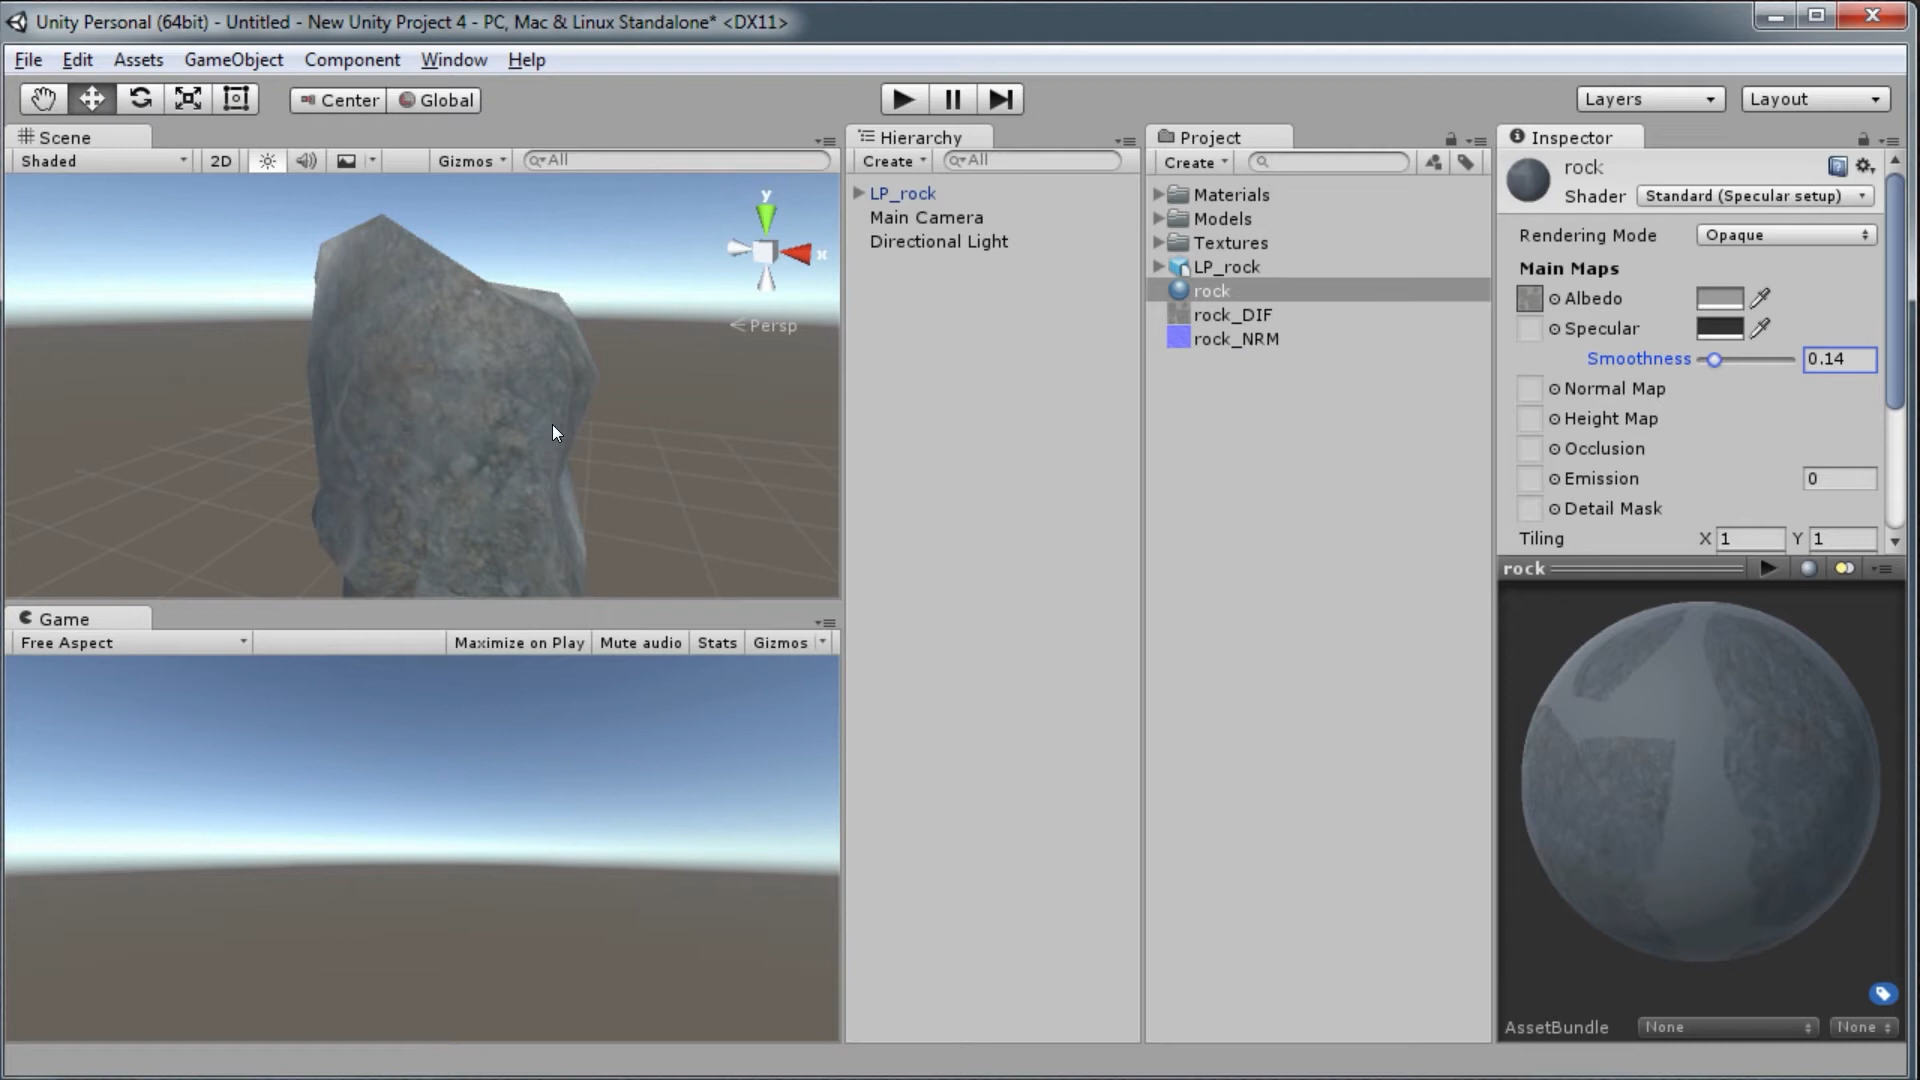 Unity Personal (64bit) - Untitled - New Unity Project 4 - PC, Mac & Linux Standalone* <DX11>
File Edit Assets GameObject Component Window Help
Center Global Layers Layout
Scene
Shaded 2D Gizmos All
y
x
Persp
Game
Free Aspect Maximize on Play Mute audio Stats Gizmos
Hierarchy
Create All
LP_rock
Main Camera
Directional Light
Project
Create
Materials
Models
Textures
LP_rock
rock
rock_DIF
rock_NRM
Inspector
rock
Shader Standard (Specular setup)
Rendering Mode Opaque
Main Maps
Albedo
Specular
Smoothness 0.14
Normal Map
Height Map
Occlusion
Emission 0
Detail Mask
Tiling X 1 Y 1
rock
AssetBundle None None